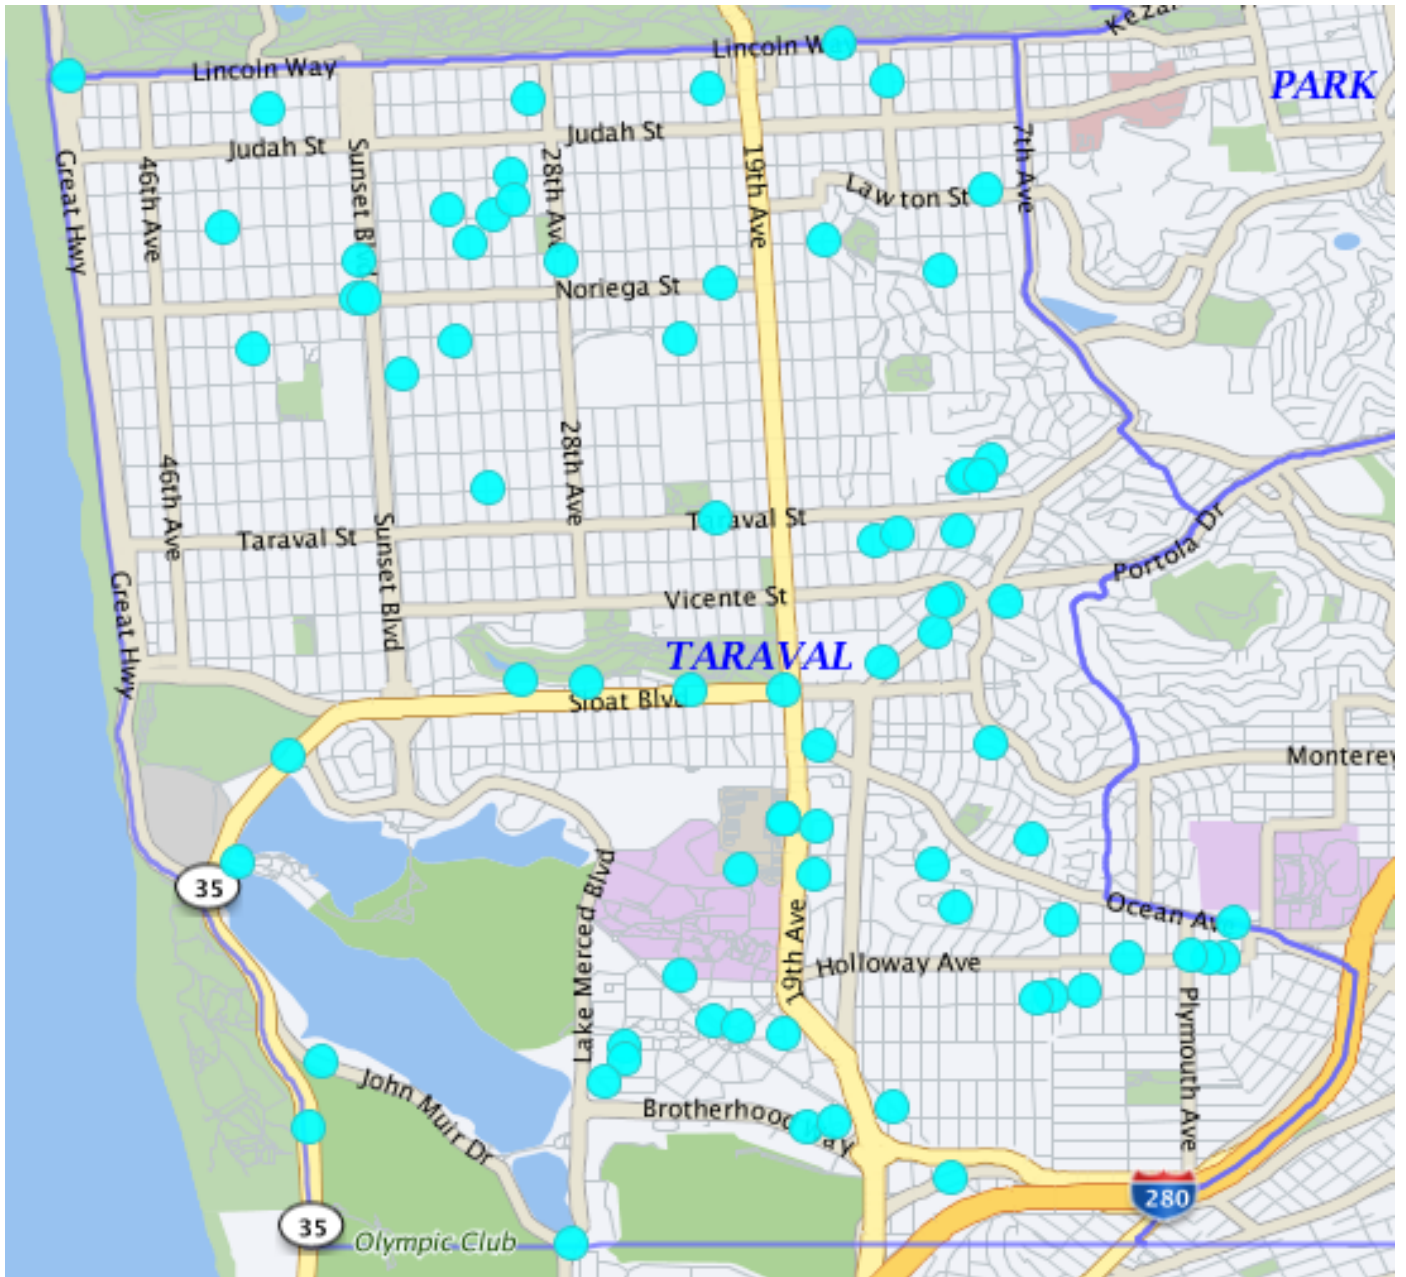 Kezar
Lincoln Way
Lincoln Way
PARK
Judah St
Judah St
7th Ave
Great Hwy
46th Ave
Sunset Blvd
28th Ave
19th Ave
Lawton St
Noriega St
28th Ave
46th Ave
Taraval St
Taraval St
Sunset Blvd
Portola Dr
Great Hwy
Vicente St
TARAVAL
Sloat Blvd
Monterey
35
Lake Merced Blvd
19th Ave
Ocean Ave
Holloway Ave
Plymouth Ave
John Muir Dr
Brotherhood Way
280
35
Olympic Club